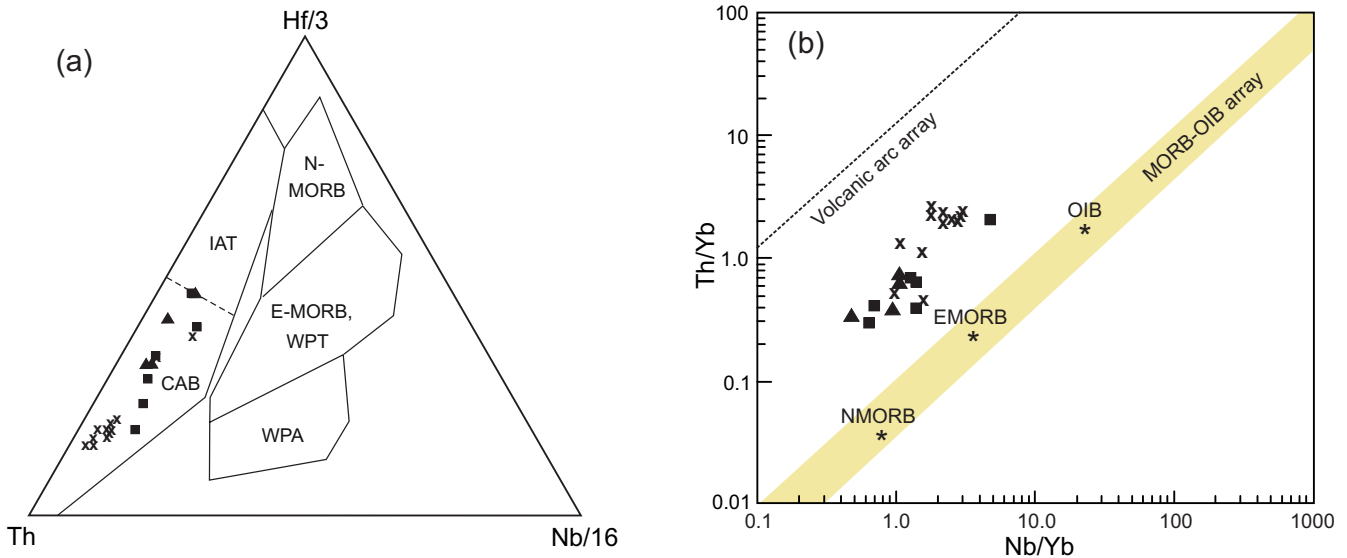 (a)
Hf/3
N-
MORB
IAT
E-MORB,
WPT
CAB
WPA
Th
Nb/16
(b)
100
10
1.0
0.1
0.01
Th/Yb
Volcanic arc array
MORB-OIB array
OIB
*
EMORB
*
NMORB
*
0.1
1.0
10.0
100
1000
Nb/Yb